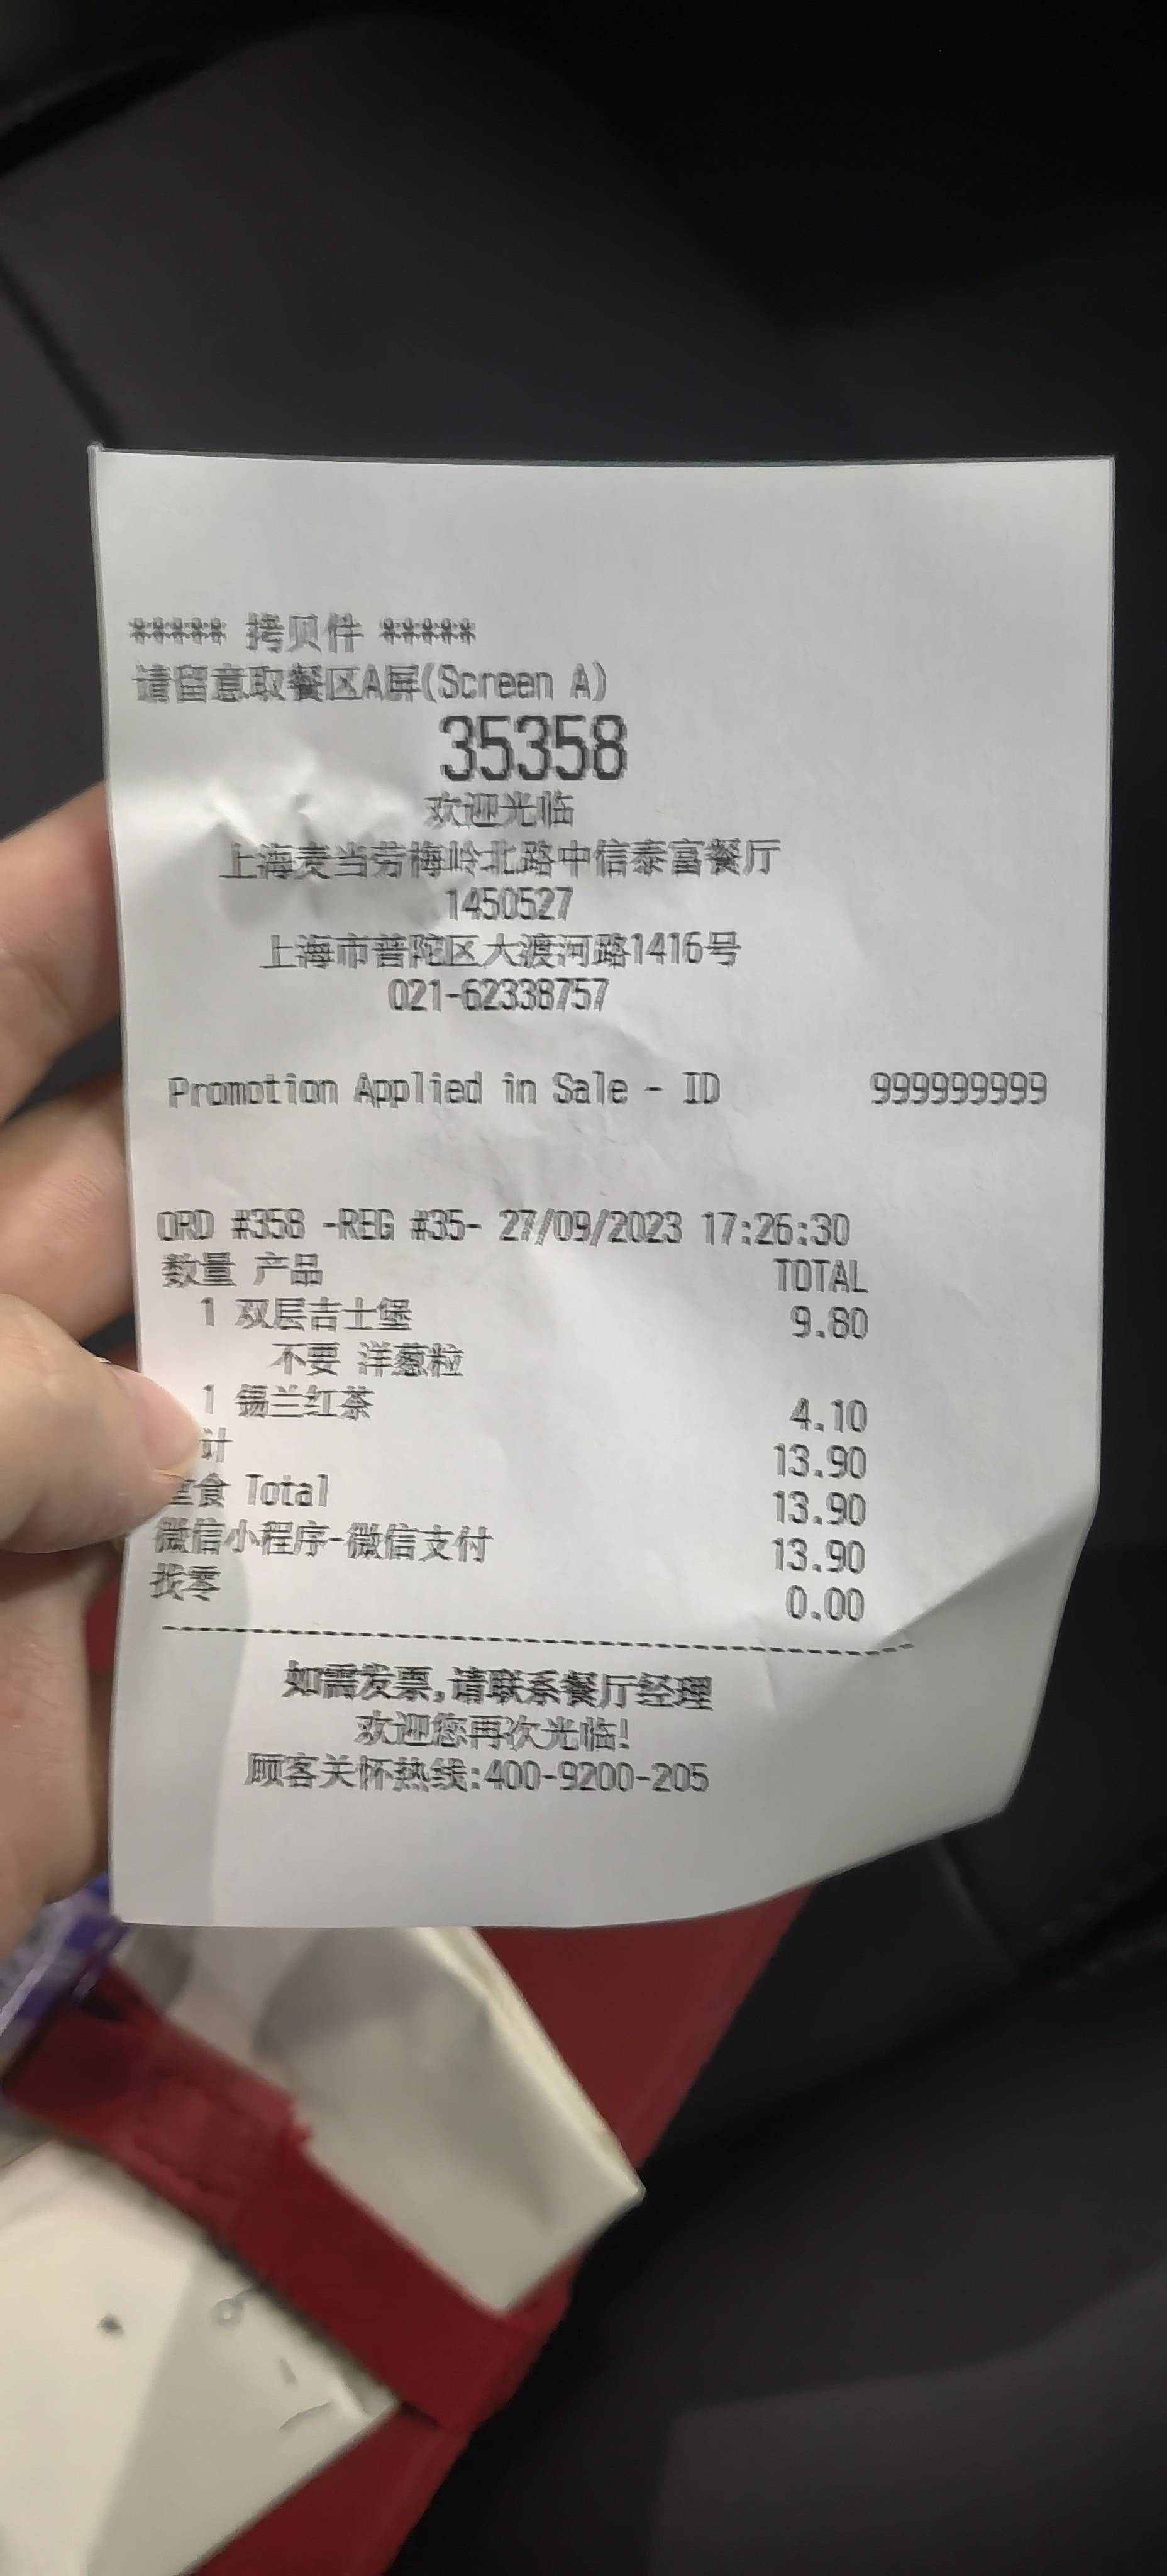 ***** 拷贝件 *****
请留意取餐区A屏(Screen A)
35358
欢迎光临
上海麦当劳梅岭北路中信泰富餐厅
1450527
上海市普陀区大渡河路1416号
021-62338757
Promotion Applied in Sale - ID 999999999
ORD #358 -REG #35- 27/09/2023 17:26:30
数量 产品 TOTAL
1 双层吉士堡 9.80
不要 洋葱粒
1 锡兰红茶 4.10
计 13.90
食 Total 13.90
微信小程序-微信支付 13.90
找零 0.00
如需发票,请联系餐厅经理
欢迎您再次光临!
顾客关怀热线:400-9200-205